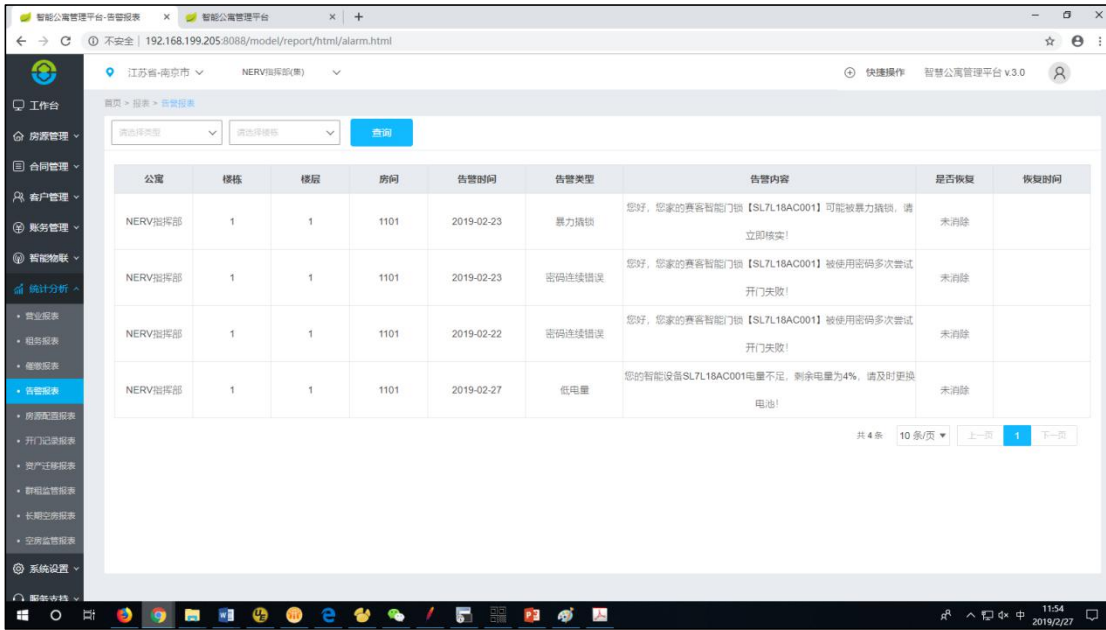 智能公寓管理平台-告警报表 × 智能公寓管理平台 × +
不安全 | 192.168.199.205:8088/model/report/html/alarm.html
江苏省-南京市 NERV指挥部(集) 快捷操作 智慧公寓管理平台 v.3.0
工作台
首页 > 报表 > 告警报表
房源管理
请选择类型 请选择楼栋 查询
合同管理
客户管理
账务管理
智能物联
统计分析
• 营业报表
• 租务报表
• 催缴报表
• 告警报表
• 房源配置报表
• 开门记录报表
• 资产迁移报表
• 群租监管报表
• 长期空房报表
• 空房监管报表
系统设置
服务支持
公寓 楼栋 楼层 房间 告警时间 告警类型 告警内容 是否恢复 恢复时间
NERV指挥部 1 1 1101 2019-02-23 暴力撬锁 您好，您家的赛客智能门锁【SL7L18AC001】可能被暴力撬锁，请
立即核实! 未消除
NERV指挥部 1 1 1101 2019-02-23 密码连续错误 您好，您家的赛客智能门锁【SL7L18AC001】被使用密码多次尝试
开门失败! 未消除
NERV指挥部 1 1 1101 2019-02-22 密码连续错误 您好，您家的赛客智能门锁【SL7L18AC001】被使用密码多次尝试
开门失败! 未消除
NERV指挥部 1 1 1101 2019-02-27 低电量 您的智能设备SL7L18AC001电量不足，剩余电量为4%，请及时更换
电池! 未消除
共 4 条 10 条/页 上一页 1 下一页
中 11:54
2019/2/27